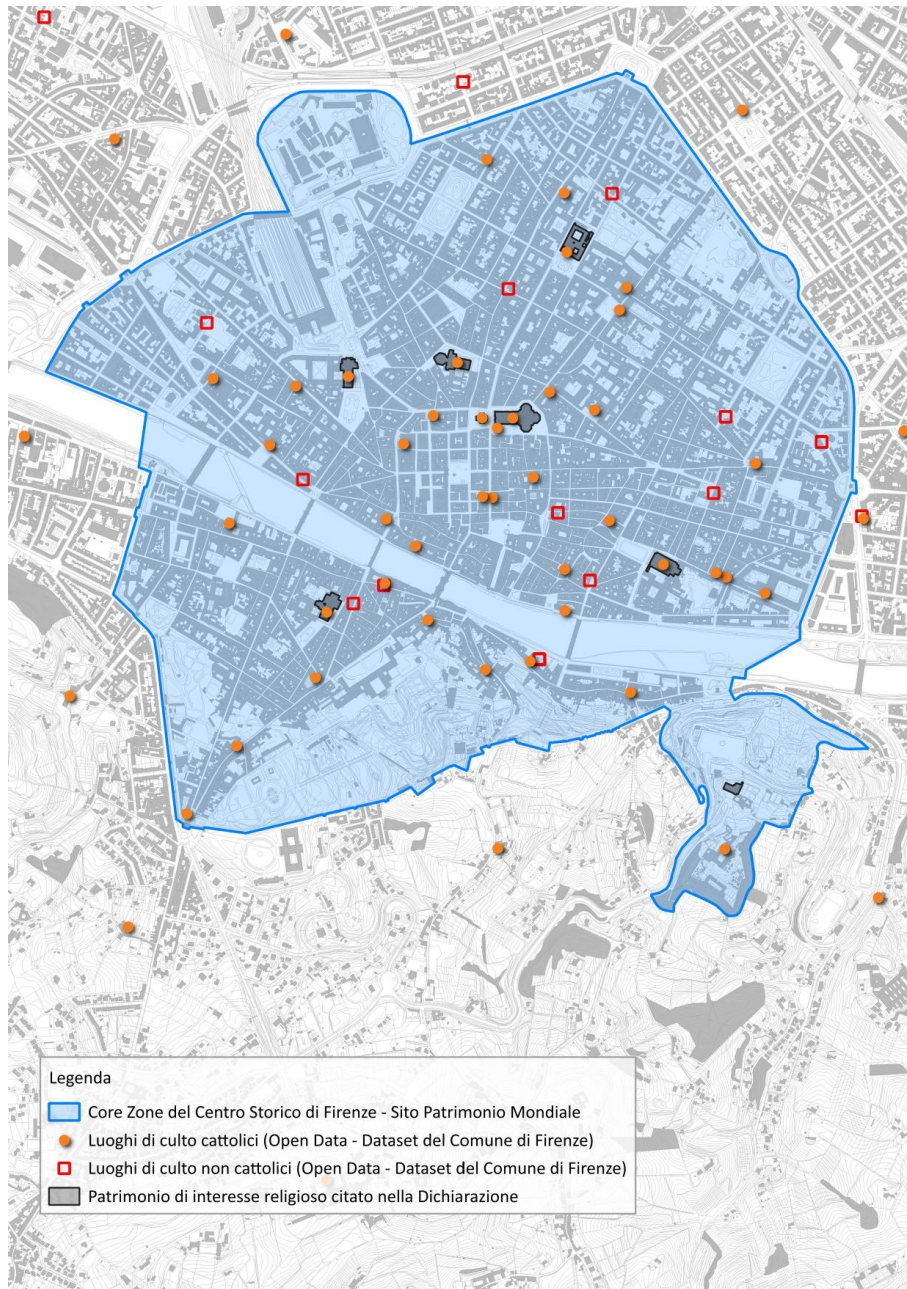 Legenda
Core Zone del Centro Storico di Firenze - Sito Patrimonio Mondiale
Luoghi di culto cattolici (Open Data - Dataset del Comune di Firenze)
Luoghi di culto non cattolici (Open Data - Dataset del Comune di Firenze)
Patrimonio di interesse religioso citato nella Dichiarazione